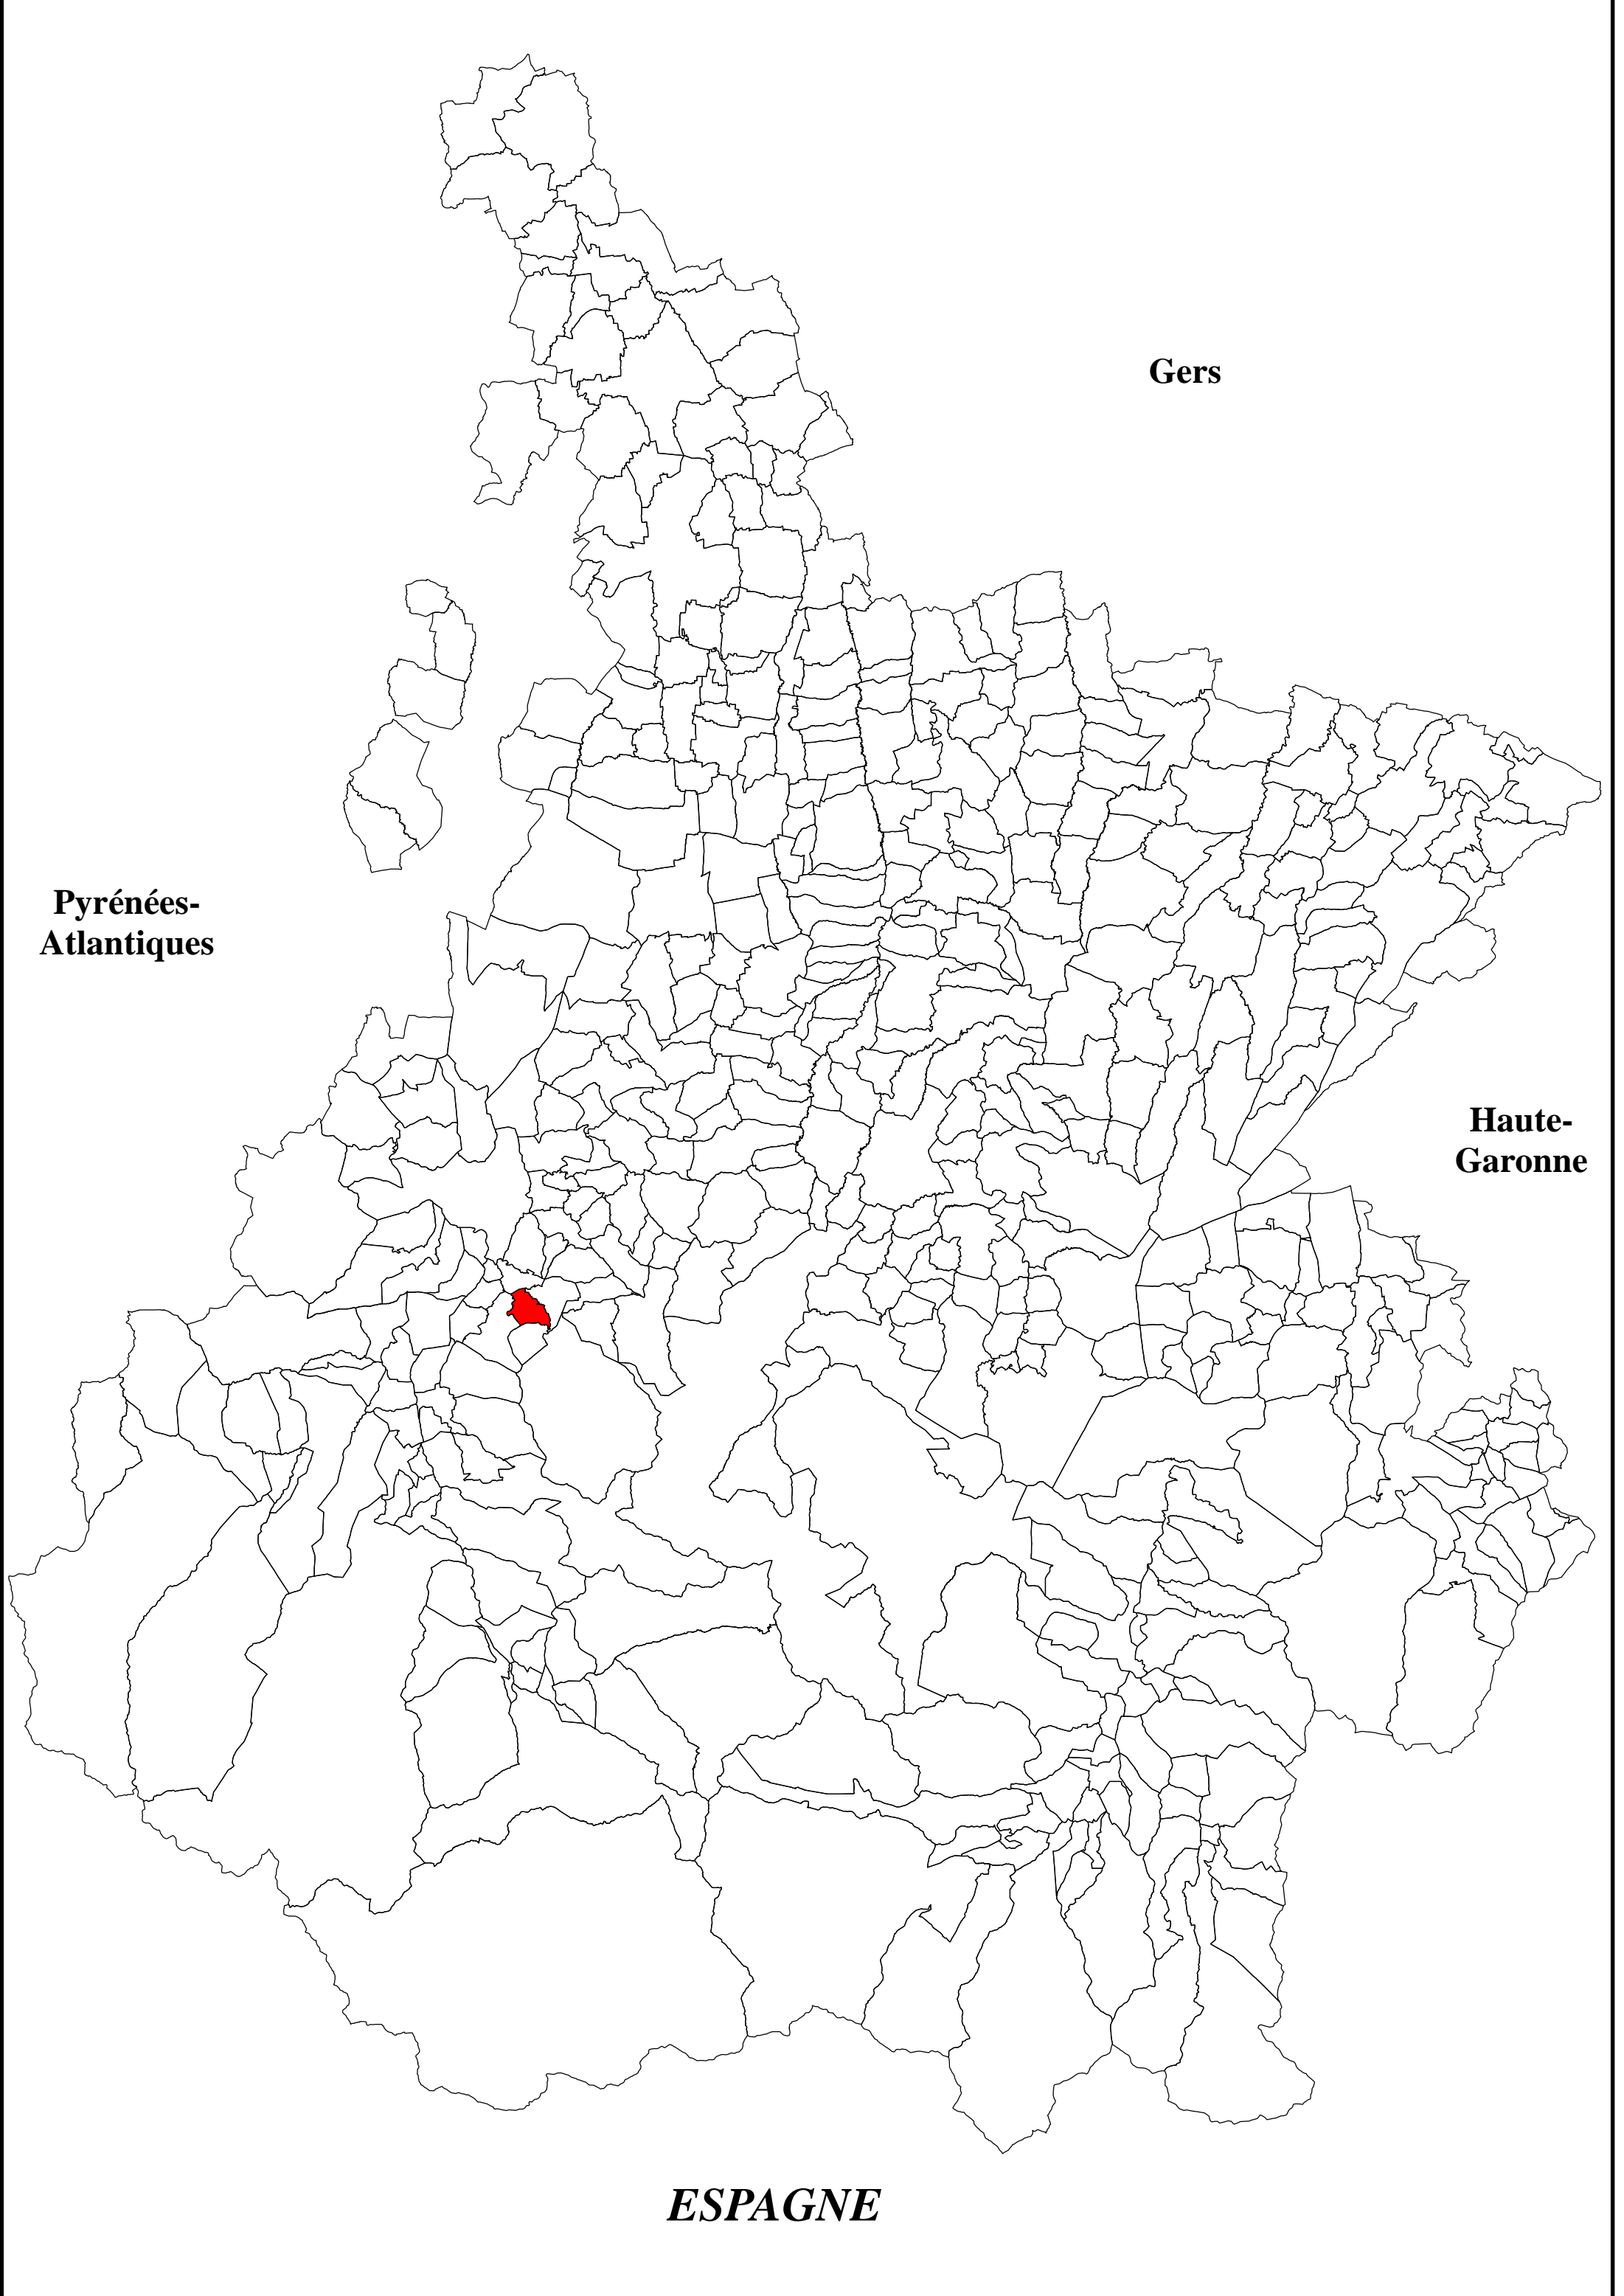 Gers
Pyrénées-
Atlantiques
Haute-
Garonne
ESPAGNE